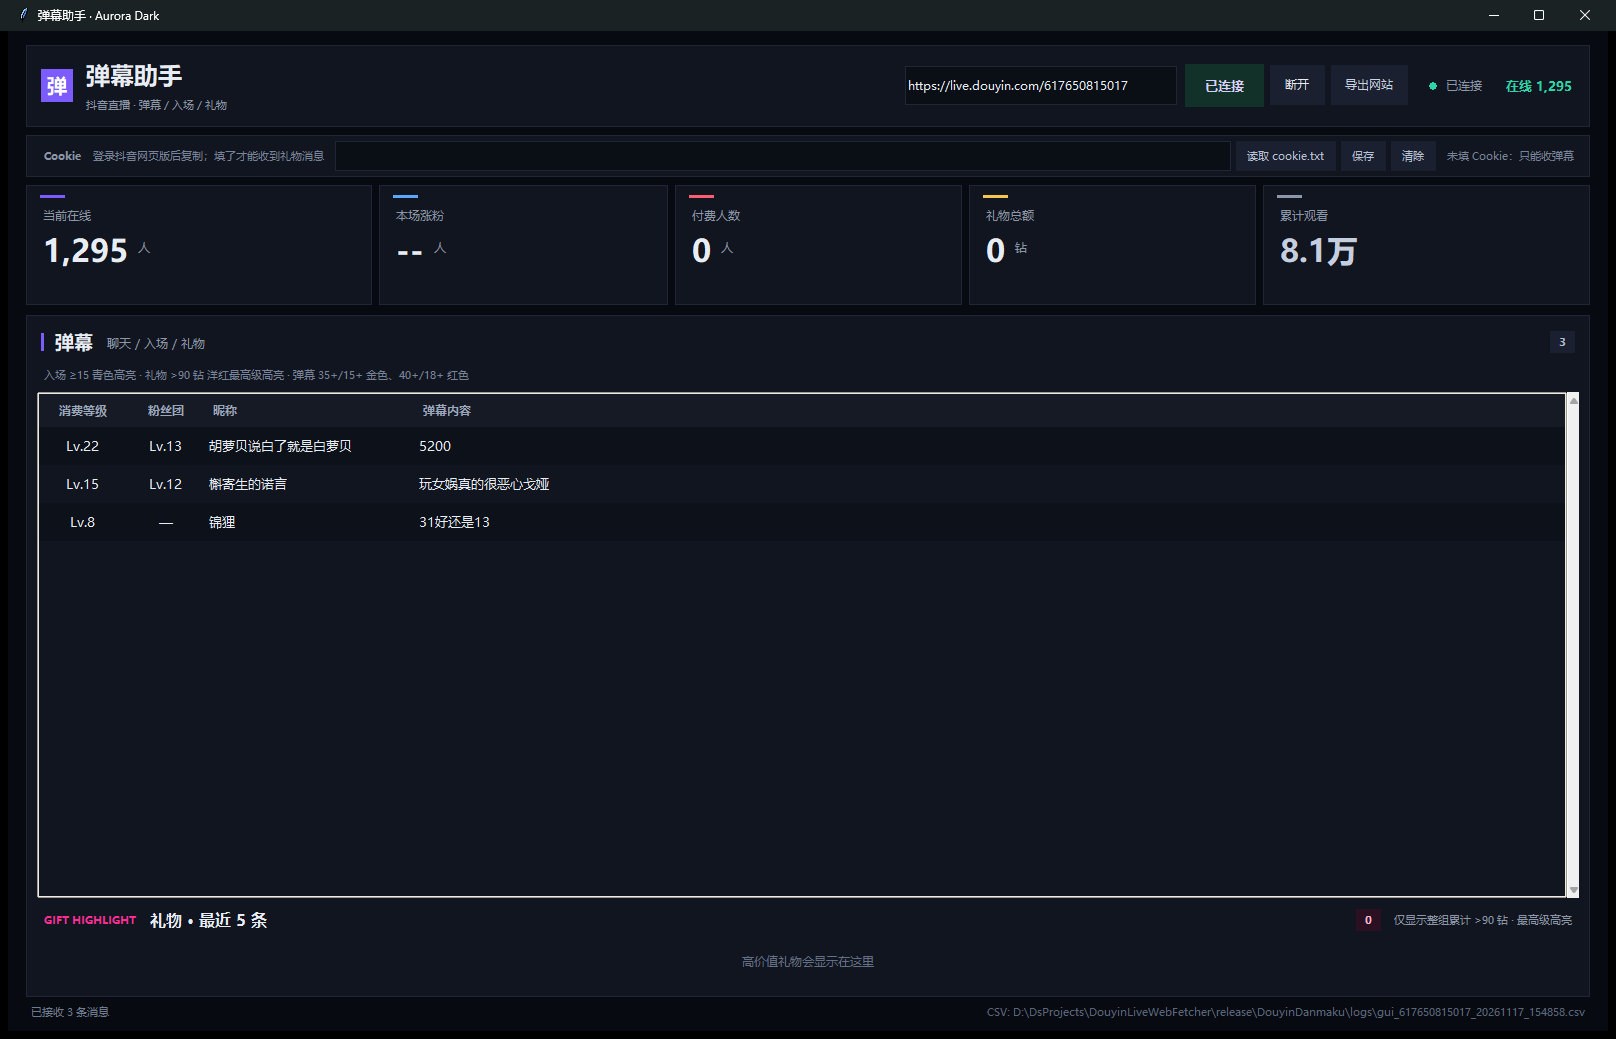 弹幕助手 · Aurora Dark
弹 弹幕助手
抖音直播 · 弹幕 / 入场 / 礼物
https://live.douyin.com/617650815017 已连接 断开 导出网站 已连接 在线 1,295
Cookie 登录抖音网页版后复制；填了才能收到礼物消息 读取 cookie.txt 保存 清除 未填 Cookie：只能收弹幕
当前在线 本场涨粉 付费人数 礼物总额 累计观看
1,295 人 -- 人 0 人 0 钻 8.1万
弹幕 聊天 / 入场 / 礼物 3
入场 ≥15 青色高亮 · 礼物 >90 钻 洋红最高级高亮 · 弹幕 35+/15+ 金色、40+/18+ 红色
消费等级 粉丝团 昵称 弹幕内容
Lv.22 Lv.13 胡萝贝说白了就是白萝贝 5200
Lv.15 Lv.12 槲寄生的诺言 玩女娲真的很恶心戈娅
Lv.8 — 锦狸 31好还是13
GIFT HIGHLIGHT 礼物 • 最近 5 条 0 仅显示整组累计 >90 钻 · 最高级高亮
高价值礼物会显示在这里
已接收 3 条消息 CSV: D:\DsProjects\DouyinLiveWebFetcher\release\DouyinDanmaku\logs\gui_617650815017_20261117_154858.csv